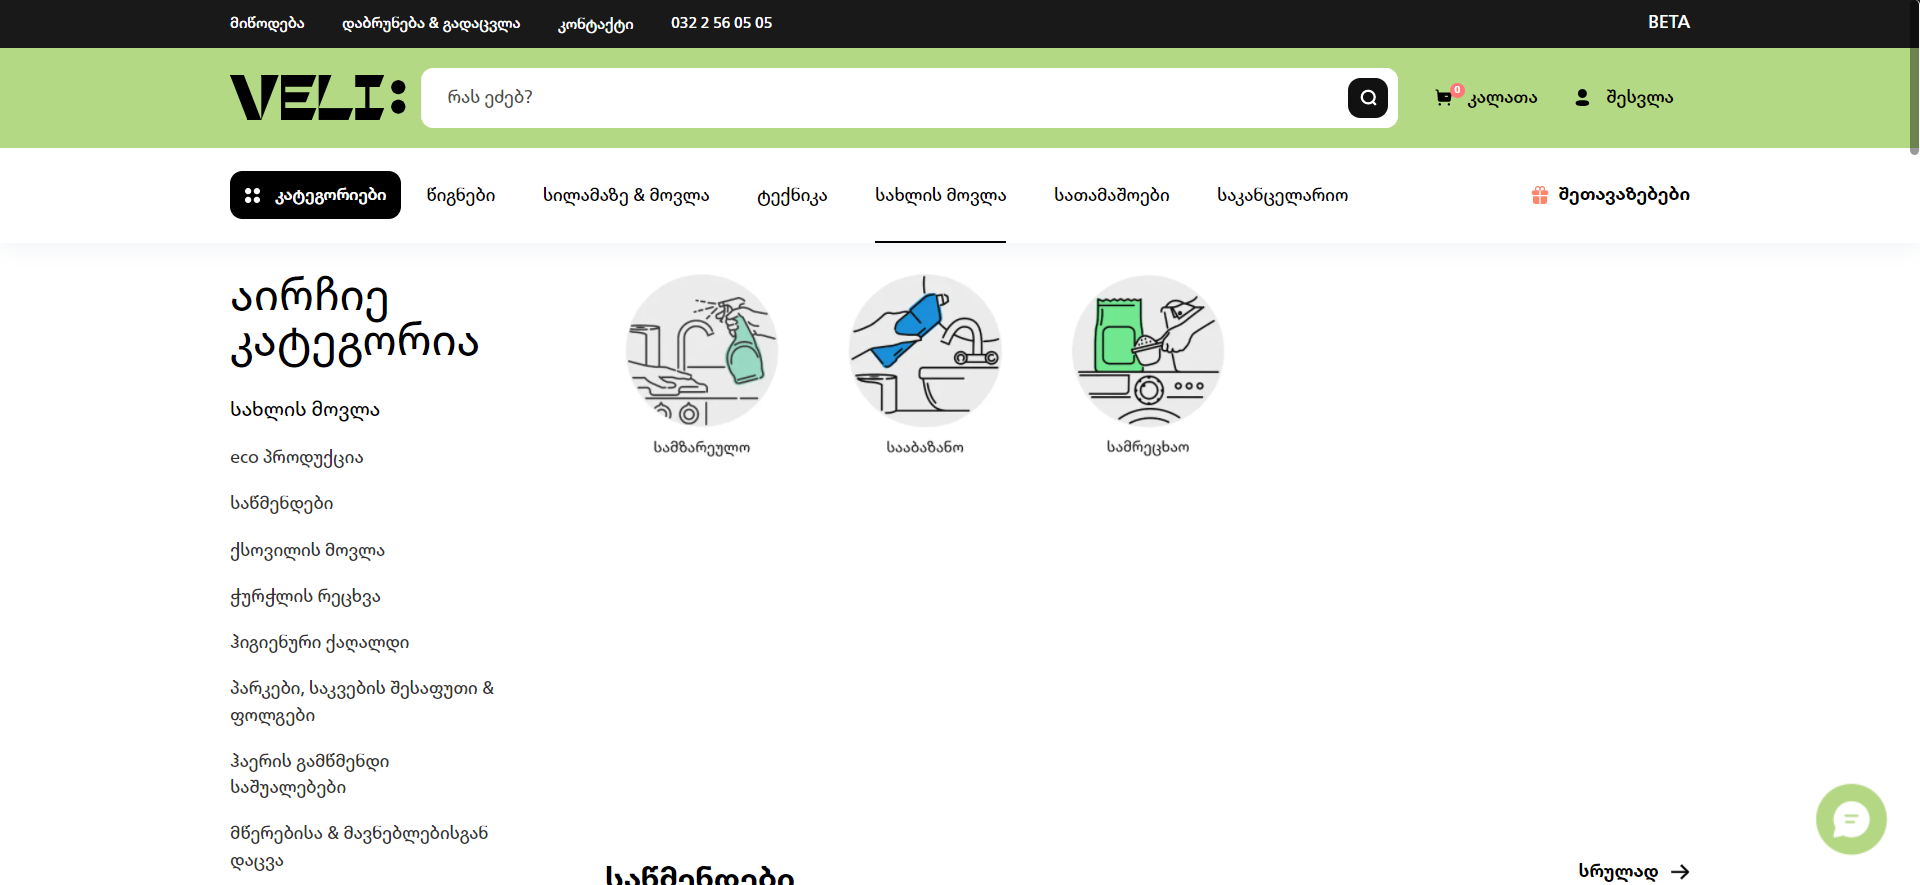 მიწოდება დაბრუნება & გადაცვლა კონტაქტი 032 2 56 05 05 BETA
VELI: რას ეძებ? 0 კალათა შესვლა
კატეგორიები წიგნები სილამაზე & მოვლა ტექნიკა სახლის მოვლა სათამაშოები საკანცელარიო შეთავაზებები
აირჩიე
კატეგორია
სახლის მოვლა
eco პროდუქცია
საწმენდები
ქსოვილის მოვლა
ჭურჭლის რეცხვა
ჰიგიენური ქაღალდი
პარკები, საკვების შესაფუთი &
ფოლგები
ჰაერის გამწმენდი
საშუალებები
მწერებისა & მავნებლებისგან
დაცვა
სამზარეულო სააბაზანო სამრეცხაო
საწმენდები სრულად